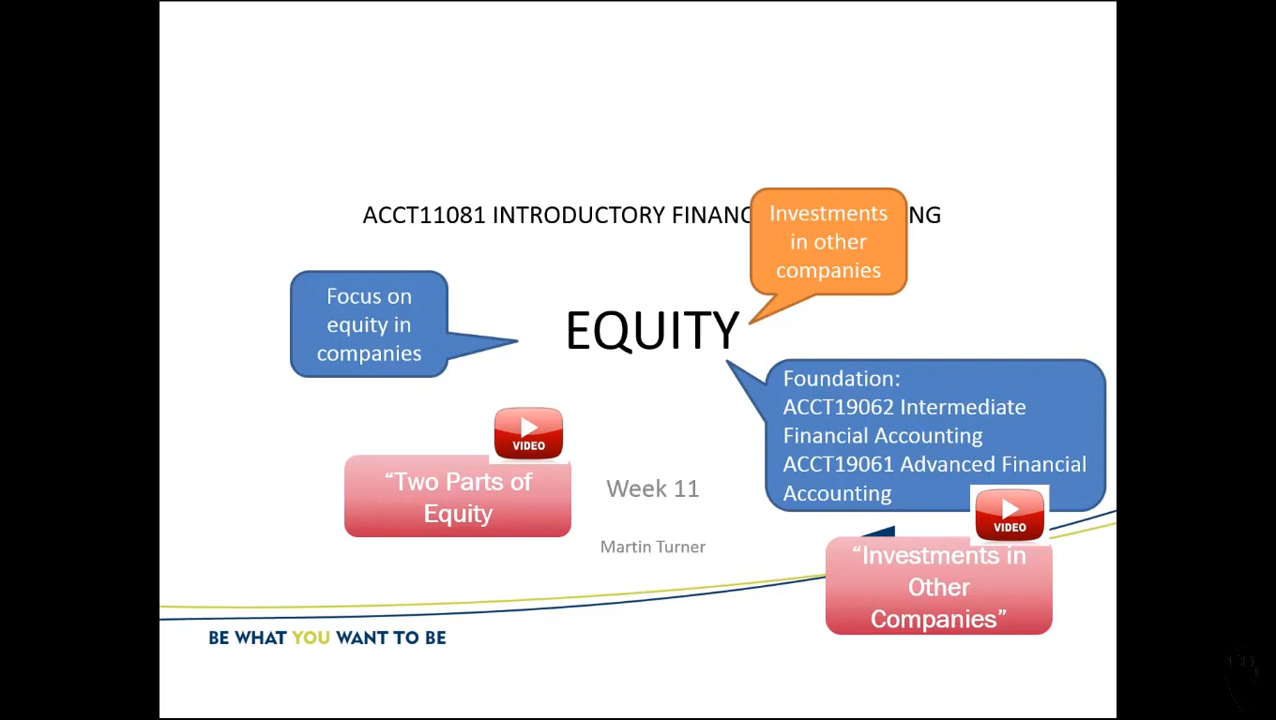 ACCT11081 INTRODUCTORY FINANC NG
Investments
in other
companies
Focus on
equity in
companies
EQUITY
Foundation:
ACCT19062 Intermediate
Financial Accounting
ACCT19061 Advanced Financial
Accounting
VIDEO
“Two Parts of
Equity
Week 11
Martin Turner
VIDEO
“Investments in
Other
Companies”
BE WHAT YOU WANT TO BE